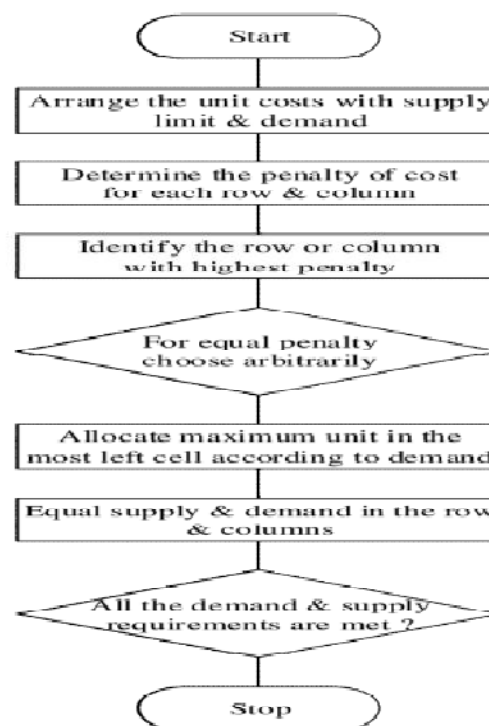 Start
Arrange the unit costs with supply
limit & demand
Determine the penalty of cost
for each row & column
Identify the row or column
with highest penalty
For equal penalty
choose arbitrarily
Allocate maximum unit in the
most left cell according to demand
Equal supply & demand in the row
& columns
All the demand & supply
requirements are met ?
Stop